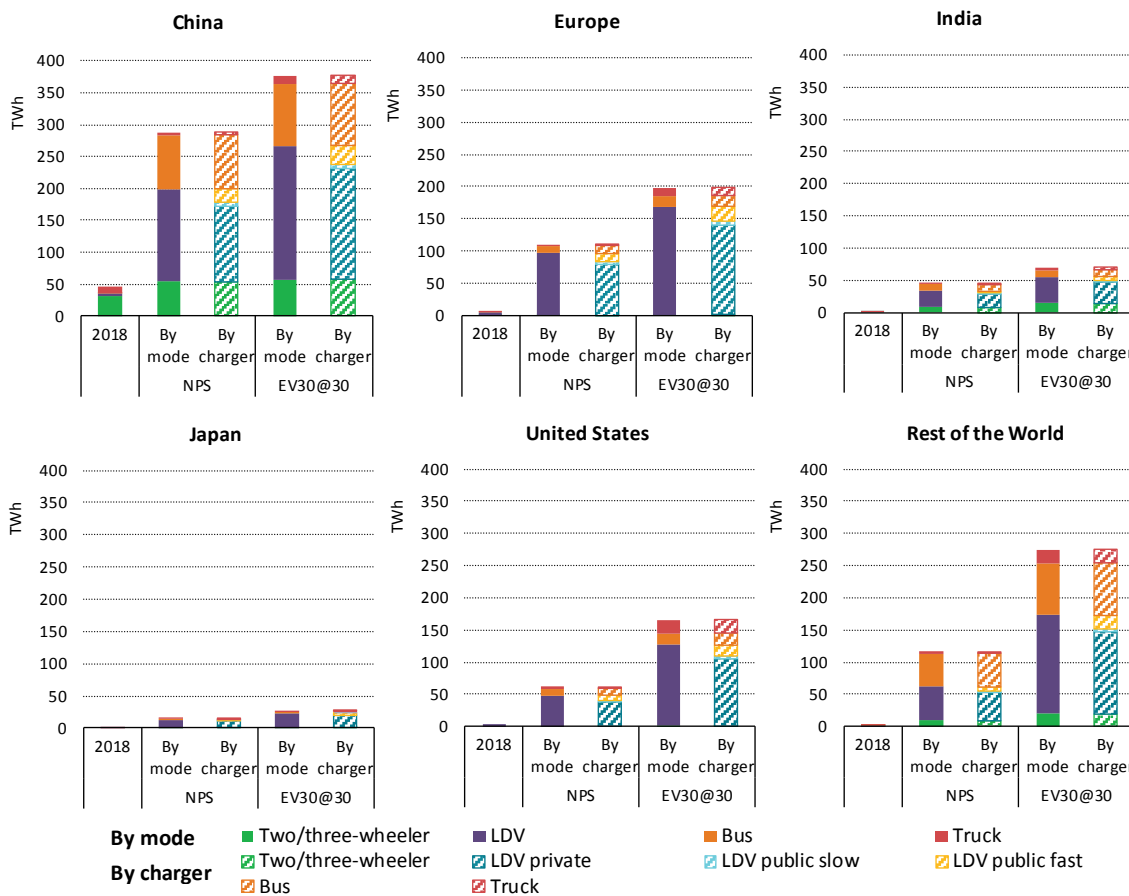 China
TWh
400
350
300
250
200
150
100
50
0
2018
By mode
By charger
By mode
By charger
NPS
EV30@30
Europe
TWh
400
350
300
250
200
150
100
50
0
2018
By mode
By charger
By mode
By charger
NPS
EV30@30
India
TWh
400
350
300
250
200
150
100
50
0
2018
By mode
By charger
By mode
By charger
NPS
EV30@30
Japan
TWh
400
350
300
250
200
150
100
50
0
2018
By mode
By charger
By mode
By charger
NPS
EV30@30
United States
TWh
400
350
300
250
200
150
100
50
0
2018
By mode
By charger
By mode
By charger
NPS
EV30@30
Rest of the World
TWh
400
350
300
250
200
150
100
50
0
2018
By mode
By charger
By mode
By charger
NPS
EV30@30
By mode
Two/three-wheeler
LDV
Bus
Truck
By charger
Two/three-wheeler
LDV private
LDV public slow
LDV public fast
Bus
Truck